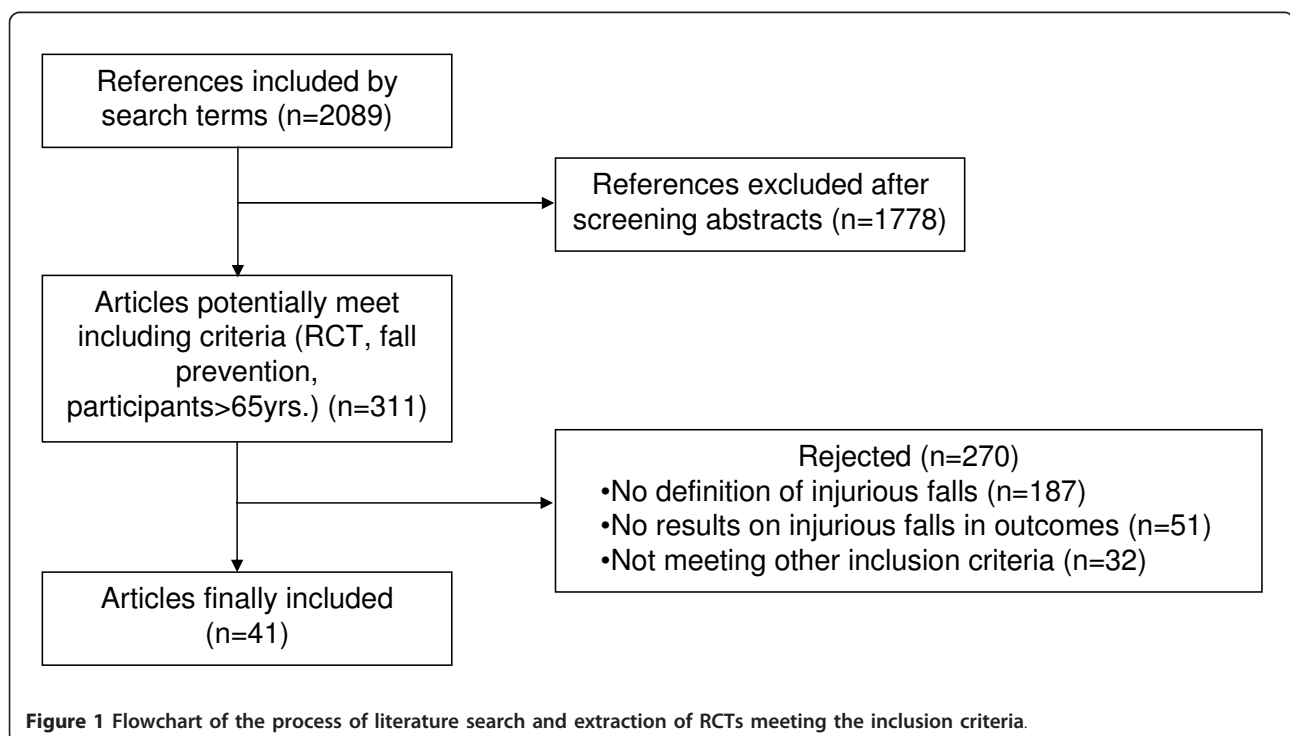 References included by
search terms (n=2089)
References excluded after
screening abstracts (n=1778)
Articles potentially meet
including criteria (RCT, fall
prevention,
participants>65yrs.) (n=311)
Rejected (n=270)
•No definition of injurious falls (n=187)
•No results on injurious falls in outcomes (n=51)
•Not meeting other inclusion criteria (n=32)
Articles finally included
(n=41)
Figure 1 Flowchart of the process of literature search and extraction of RCTs meeting the inclusion criteria.